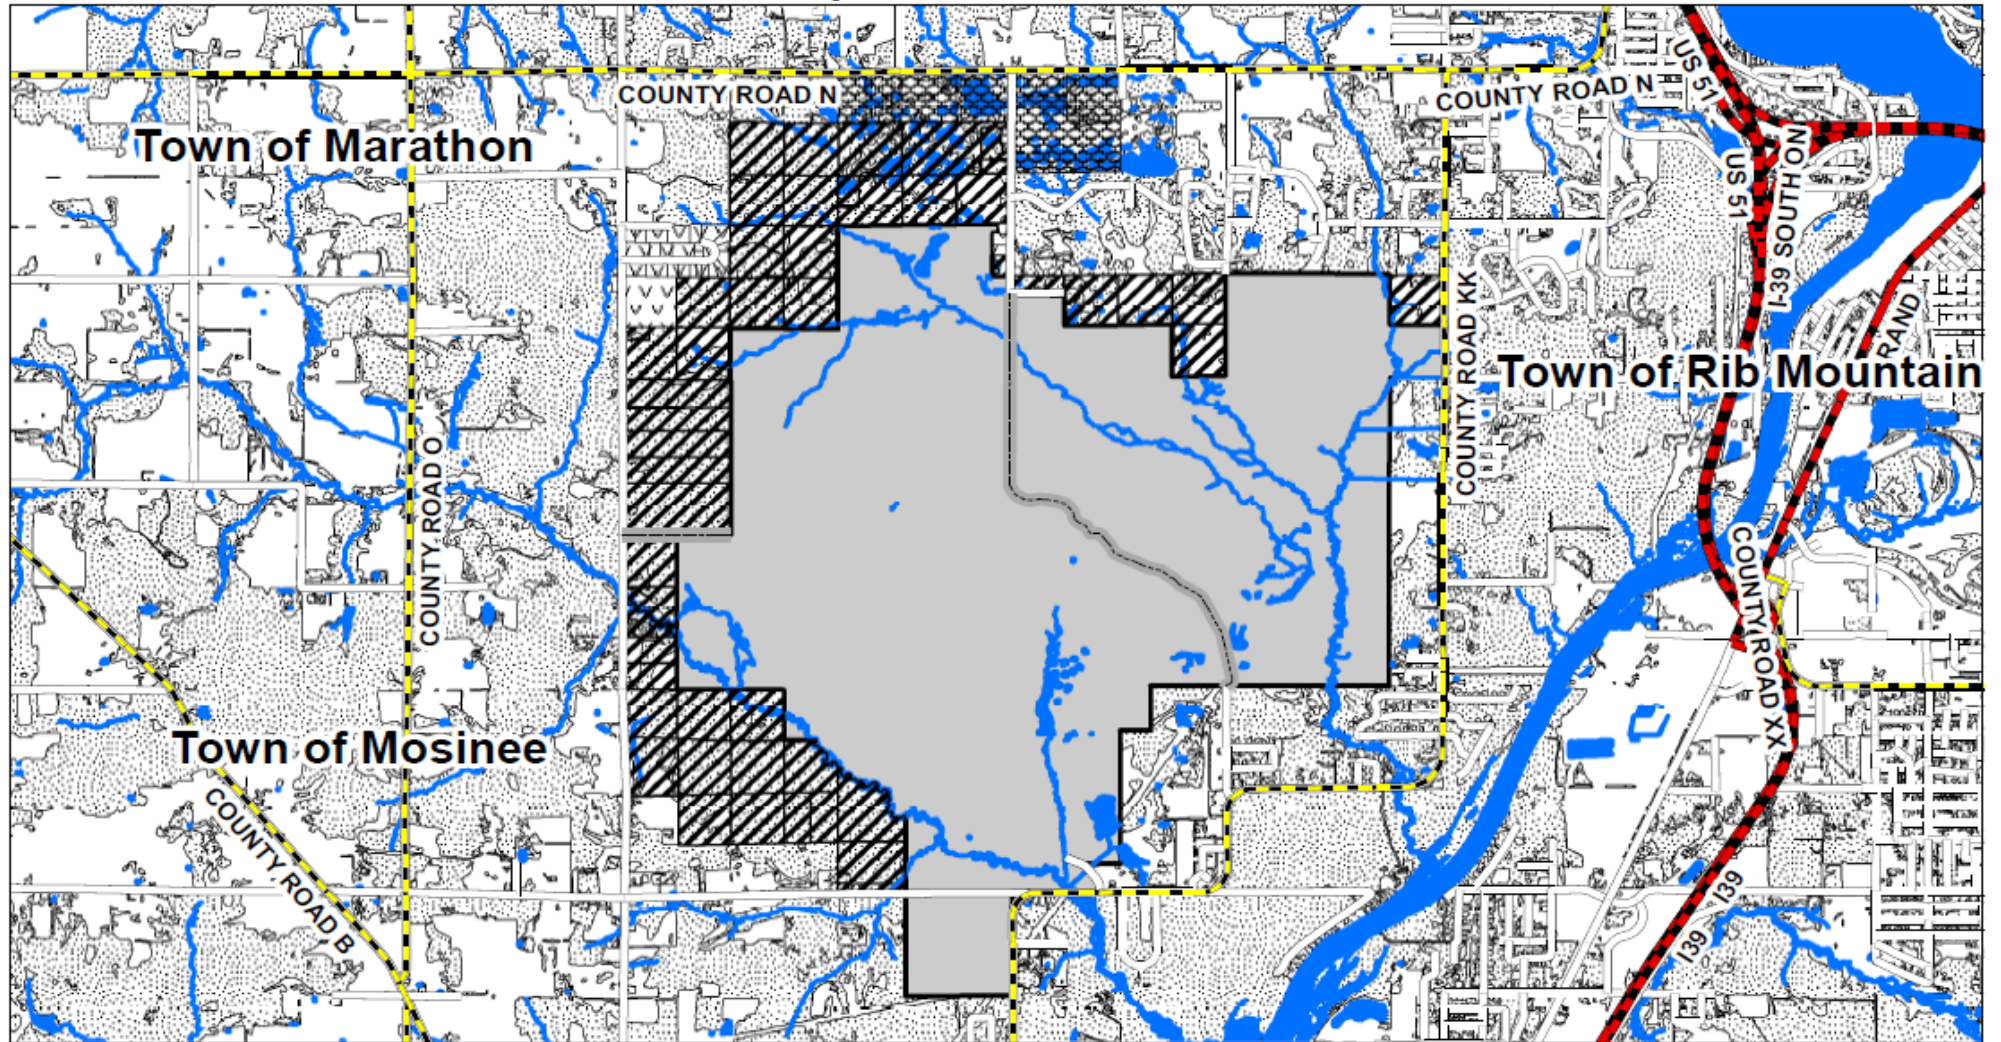 COUNTY ROAD N
COUNTY ROAD N
US 51
Town of Marathon
US 51
I-39 SOUTH ON
COUNTY ROAD KK
RAND
Town of Rib Mountain
COUNTY ROAD O
COUNTY ROAD XX
Town of Mosinee
COUNTY ROAD B
I39
I39